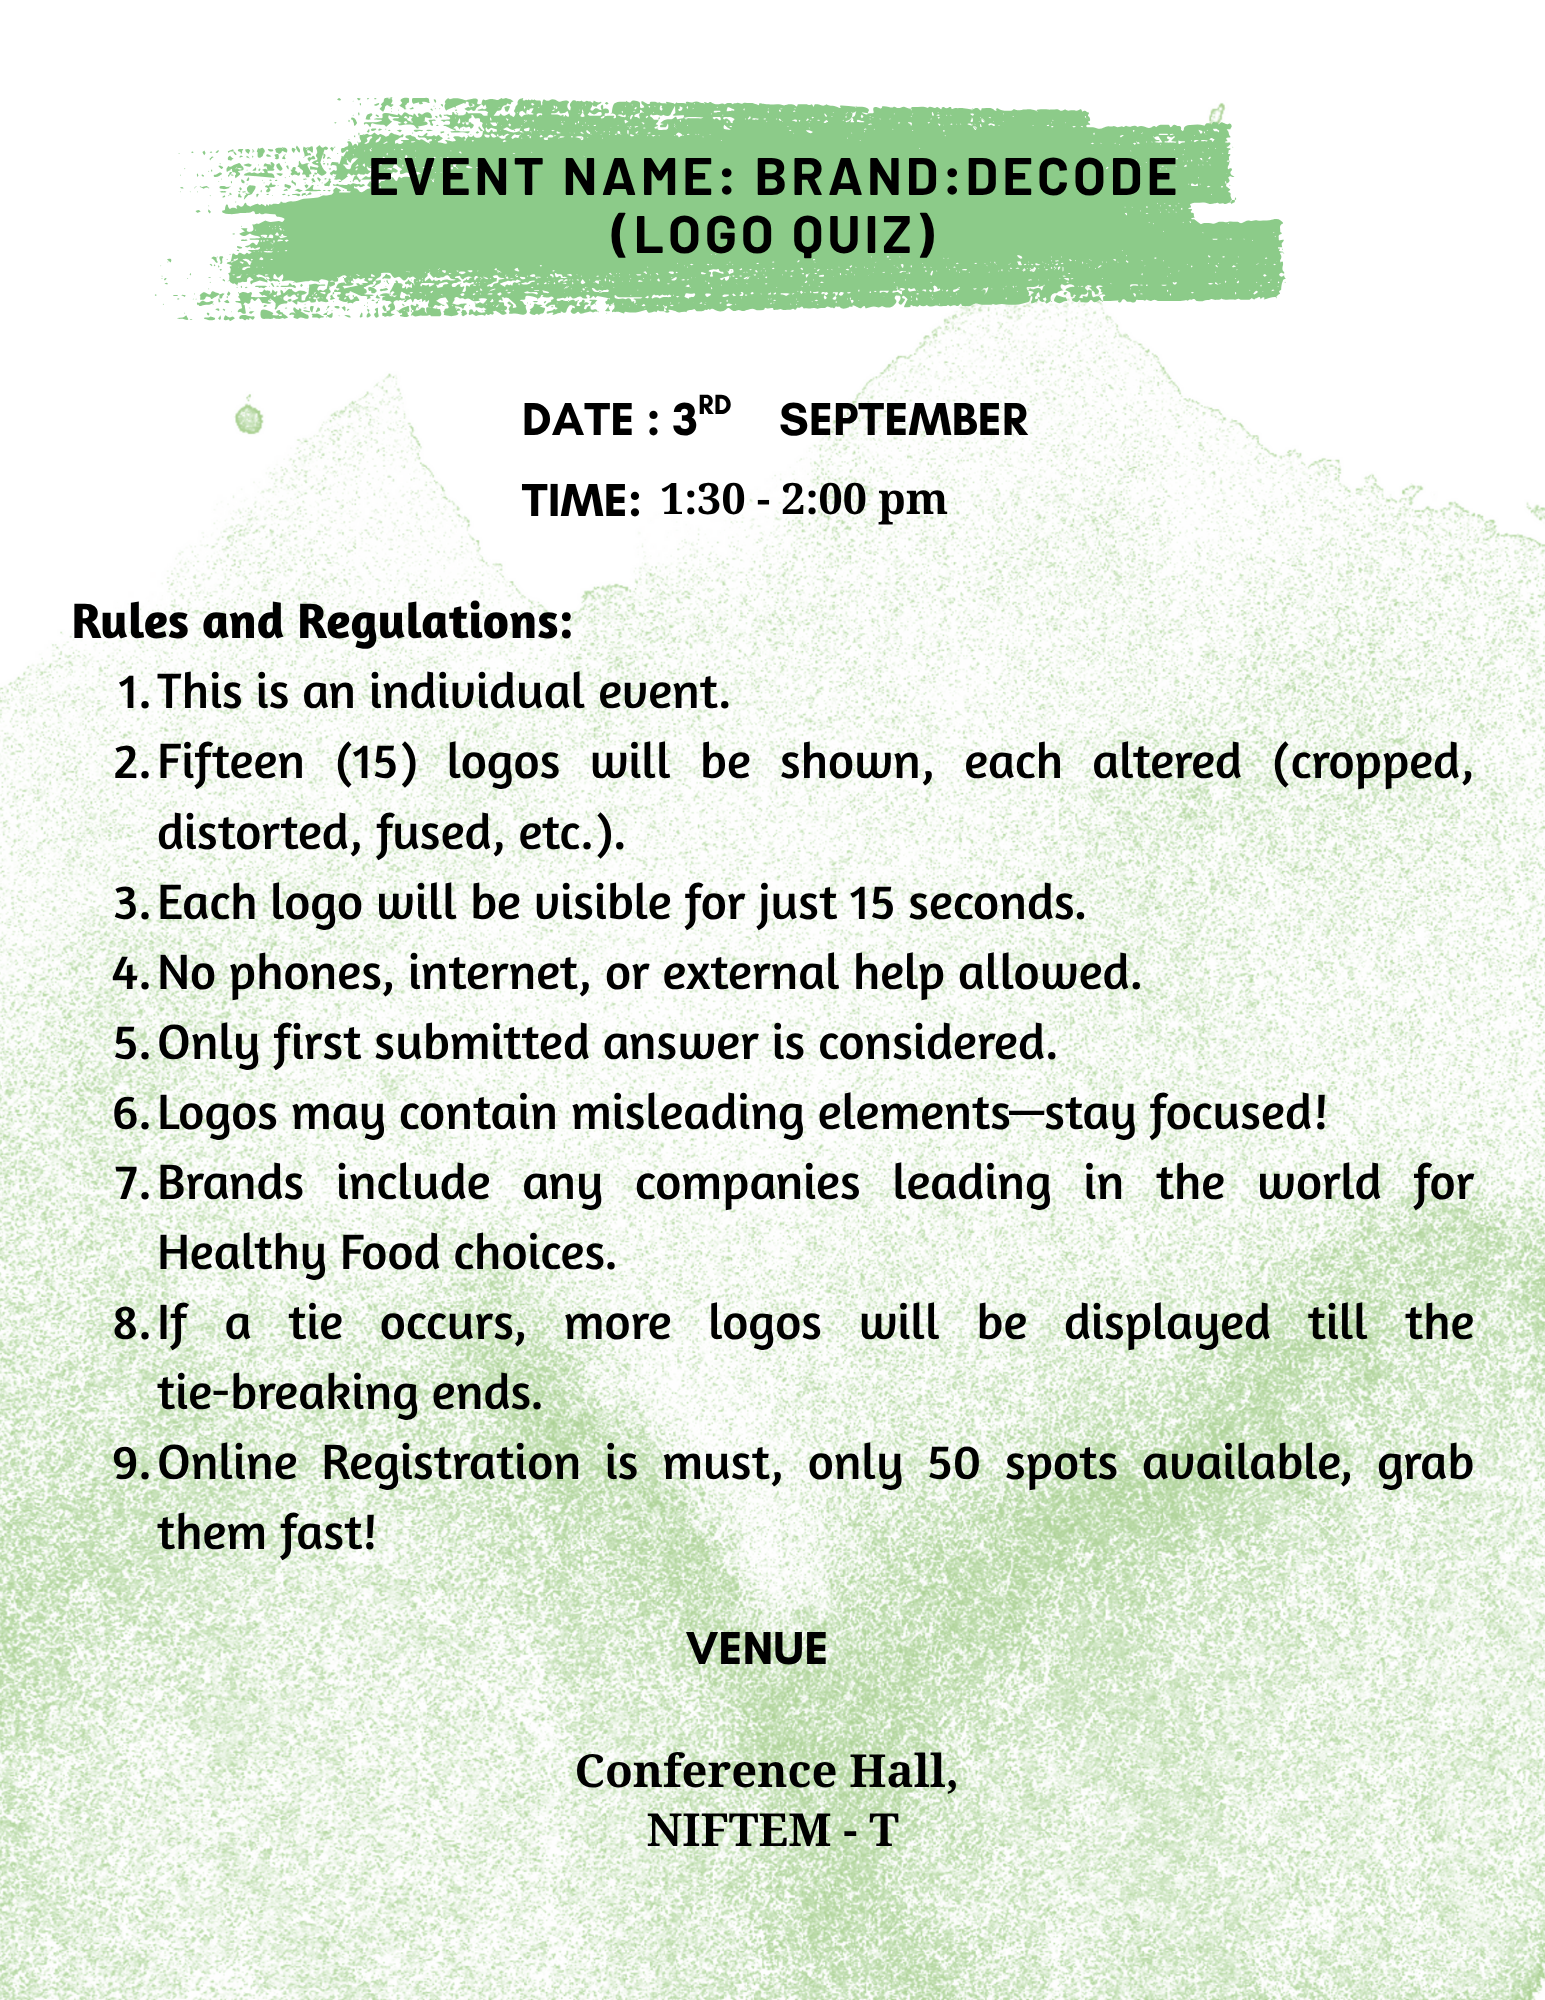 EVENT NAME: BRAND:DECODE
(LOGO QUIZ)
DATE : 3RD SEPTEMBER
TIME: 1:30 - 2:00 pm
Rules and Regulations:
1. This is an individual event.
2. Fifteen (15) logos will be shown, each altered (cropped,
distorted, fused, etc.).
3. Each logo will be visible for just 15 seconds.
4. No phones, internet, or external help allowed.
5. Only first submitted answer is considered.
6. Logos may contain misleading elements—stay focused!
7. Brands include any companies leading in the world for
Healthy Food choices.
8. If a tie occurs, more logos will be displayed till the
tie-breaking ends.
9. Online Registration is must, only 50 spots available, grab
them fast!
VENUE
Conference Hall,
NIFTEM - T